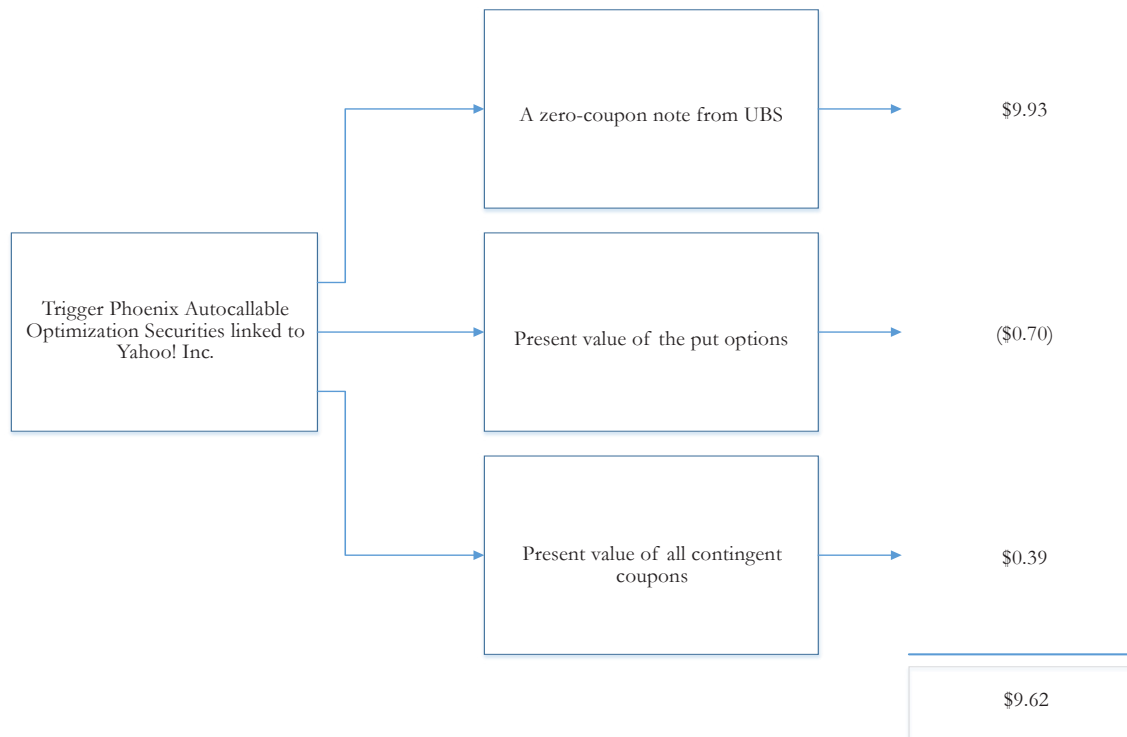 A zero-coupon note from UBS
$9.93
Trigger Phoenix Autocallable
Optimization Securities linked to
Yahoo! Inc.
Present value of the put options
($0.70)
Present value of all contingent
coupons
$0.39
$9.62